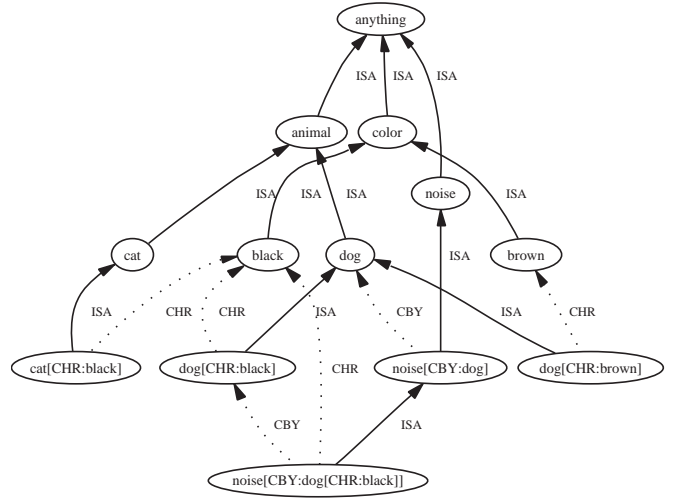 anything
ISA ISA ISA
animal color
noise
ISA ISA ISA ISA
cat black dog brown
ISA
ISA CHR CHR ISA CBY ISA CHR
cat[CHR:black] dog[CHR:black] noise[CBY:dog] dog[CHR:brown]
CHR
CBY ISA
noise[CBY:dog[CHR:black]]